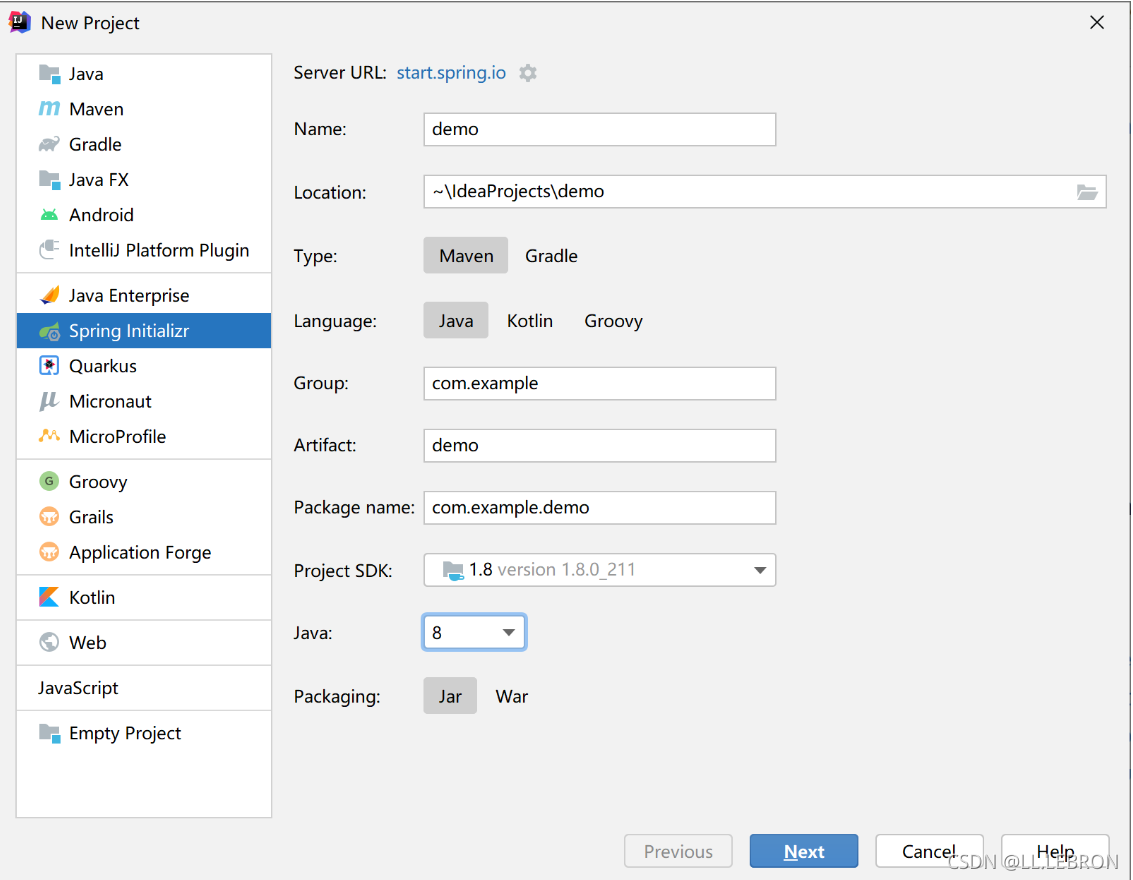 New Project
Java
Maven
Gradle
Java FX
Android
IntelliJ Platform Plugin
Java Enterprise
Spring Initializr
Quarkus
Micronaut
MicroProfile
Groovy
Grails
Application Forge
Kotlin
Web
JavaScript
Empty Project
Server URL: start.spring.io
Name: demo
Location: ~\IdeaProjects\demo
Type: Maven Gradle
Language: Java Kotlin Groovy
Group: com.example
Artifact: demo
Package name: com.example.demo
Project SDK: 1.8 version 1.8.0_211
Java: 8
Packaging: Jar War
Previous Next Cancel Help
CSDN @LL.LEBRON